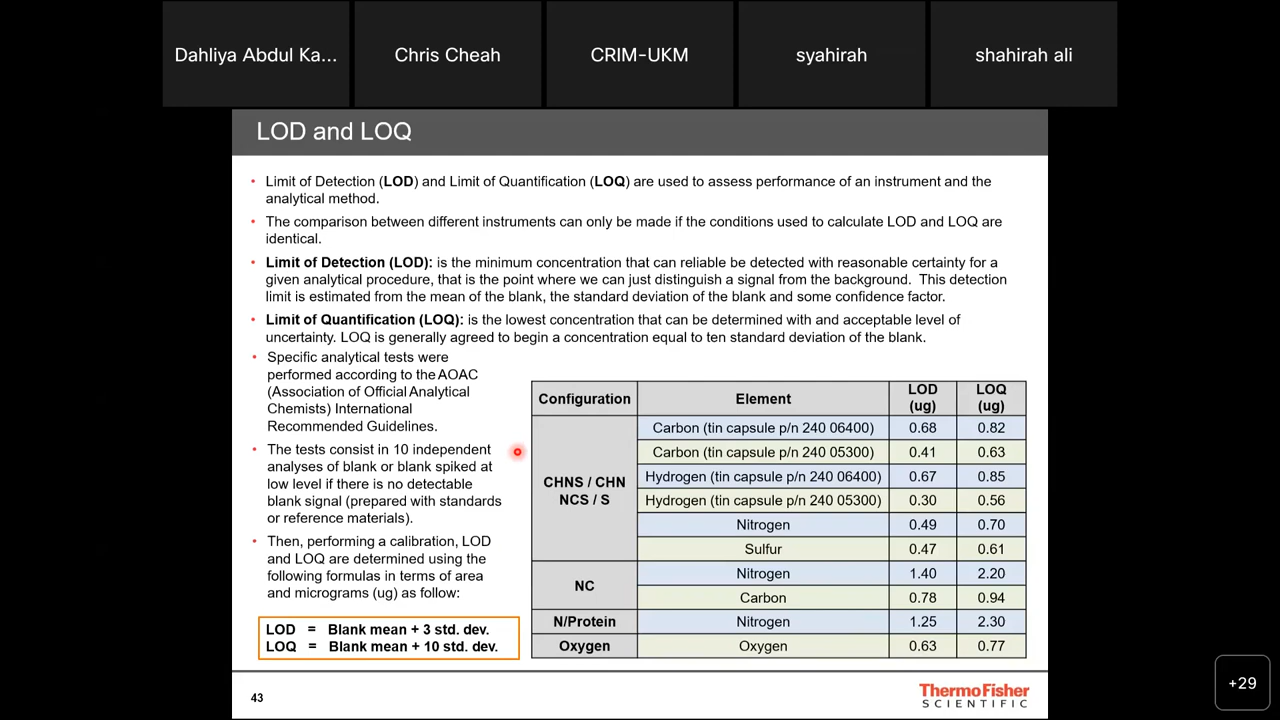 Dahliya Abdul Ka...
Chris Cheah
CRIM-UKM
syahirah
shahirah ali
LOD and LOQ
• Limit of Detection (LOD) and Limit of Quantification (LOQ) are used to assess performance of an instrument and the
analytical method.
• The comparison between different instruments can only be made if the conditions used to calculate LOD and LOQ are
identical.
• Limit of Detection (LOD): is the minimum concentration that can reliable be detected with reasonable certainty for a
given analytical procedure, that is the point where we can just distinguish a signal from the background. This detection
limit is estimated from the mean of the blank, the standard deviation of the blank and some confidence factor.
• Limit of Quantification (LOQ): is the lowest concentration that can be determined with and acceptable level of
uncertainty. LOQ is generally agreed to begin a concentration equal to ten standard deviation of the blank.
• Specific analytical tests were
performed according to the AOAC
(Association of Official Analytical
Chemists) International
Recommended Guidelines.
• The tests consist in 10 independent
analyses of blank or blank spiked at
low level if there is no detectable
blank signal (prepared with standards
or reference materials).
• Then, performing a calibration, LOD
and LOQ are determined using the
following formulas in terms of area
and micrograms (ug) as follow:
LOD = Blank mean + 3 std. dev.
LOQ = Blank mean + 10 std. dev.
Configuration Element LOD (ug) LOQ (ug)
CHNS / CHN
NCS / S
Carbon (tin capsule p/n 240 06400) 0.68 0.82
Carbon (tin capsule p/n 240 05300) 0.41 0.63
Hydrogen (tin capsule p/n 240 06400) 0.67 0.85
Hydrogen (tin capsule p/n 240 05300) 0.30 0.56
Nitrogen 0.49 0.70
Sulfur 0.47 0.61
NC
Nitrogen 1.40 2.20
Carbon 0.78 0.94
N/Protein Nitrogen 1.25 2.30
Oxygen Oxygen 0.63 0.77
43
ThermoFisher
SCIENTIFIC
+29